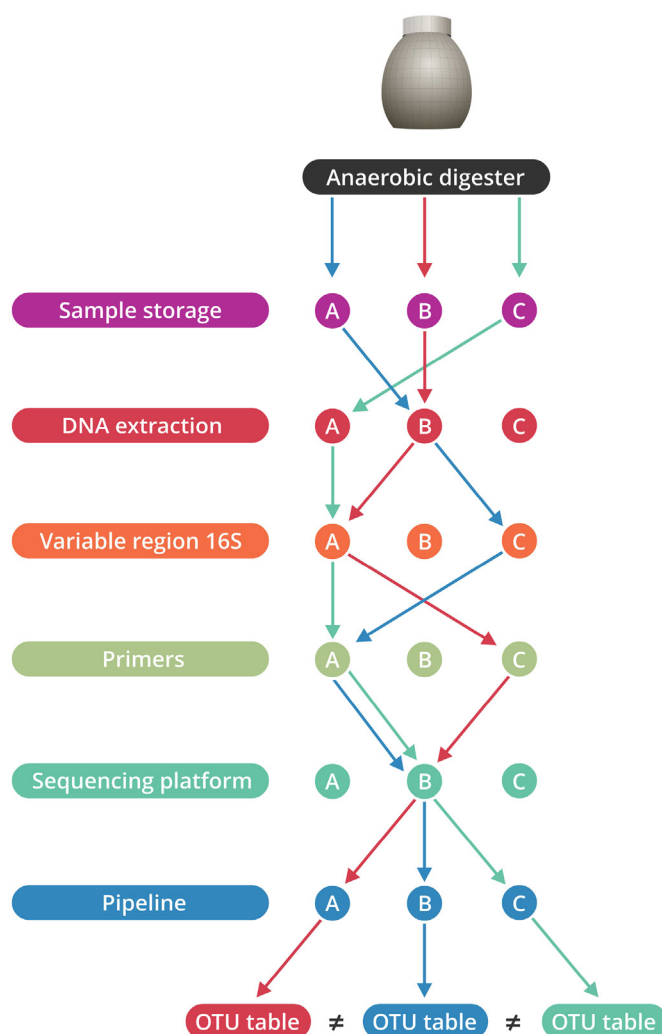 Anaerobic digester
Sample storage A B C
DNA extraction A B C
Variable region 16S A B C
Primers A B C
Sequencing platform A B C
Pipeline A B C
OTU table ≠ OTU table ≠ OTU table